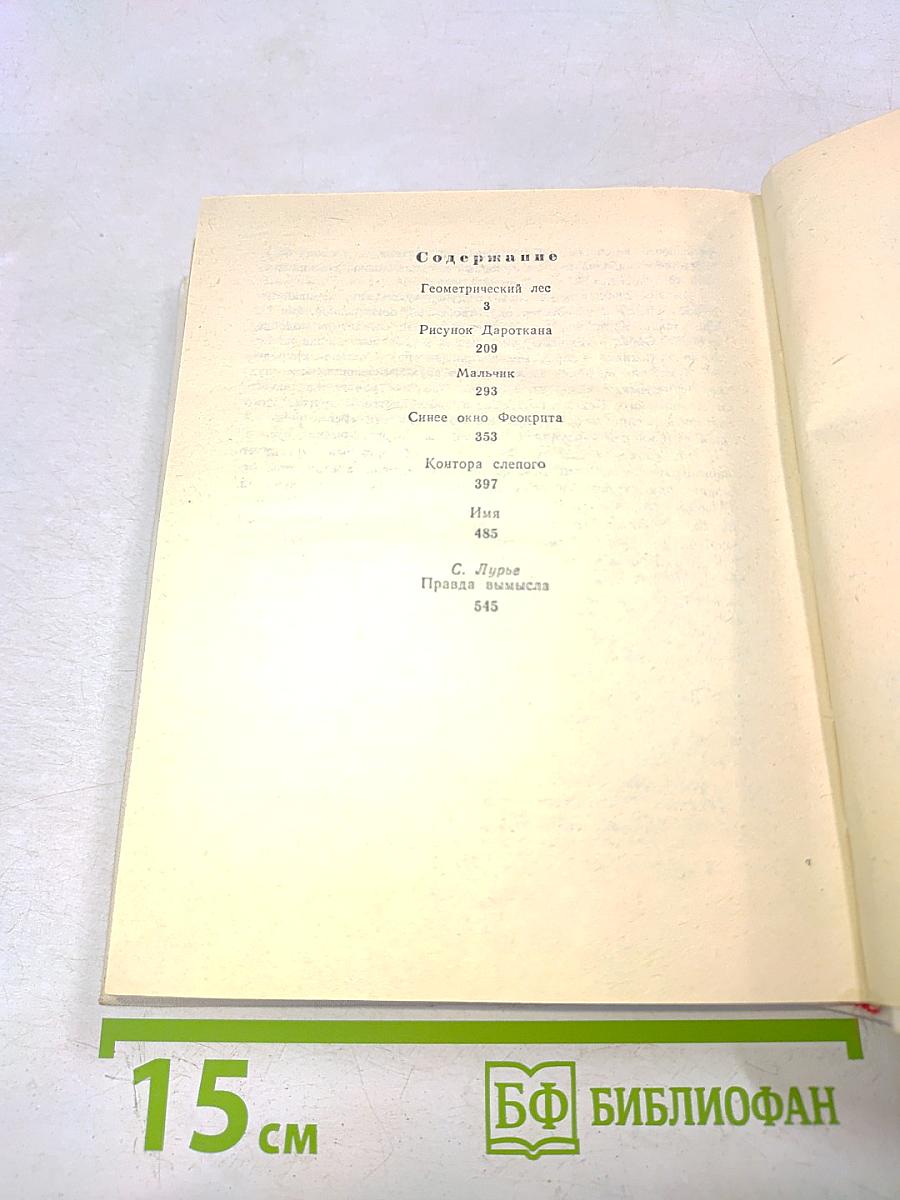 Содержание
Геометрический лес
3
Рисунок Дароткана
209
Мальчик
293
Синее окно Феокрита
353
Контора слепого
397
Имя
485
С. Лурье
Правда вымысла
545
15 см
БФ БИБЛИОФАН